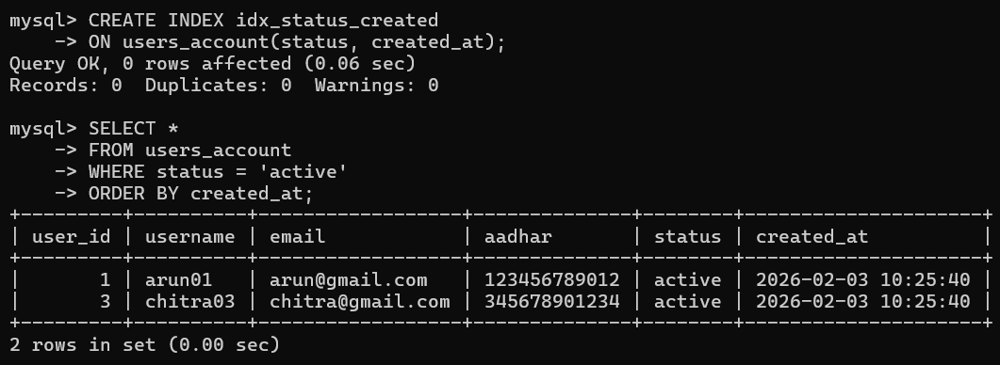 mysql> CREATE INDEX idx_status_created
    -> ON users_account(status, created_at);
Query OK, 0 rows affected (0.06 sec)
Records: 0  Duplicates: 0  Warnings: 0

mysql> SELECT *
    -> FROM users_account
    -> WHERE status = 'active'
    -> ORDER BY created_at;
+---------+----------+------------------+--------------+--------+---------------------+
| user_id | username | email            | aadhar       | status | created_at          |
+---------+----------+------------------+--------------+--------+---------------------+
|       1 | arun01   | arun@gmail.com   | 123456789012 | active | 2026-02-03 10:25:40 |
|       3 | chitra03 | chitra@gmail.com | 345678901234 | active | 2026-02-03 10:25:40 |
+---------+----------+------------------+--------------+--------+---------------------+
2 rows in set (0.00 sec)